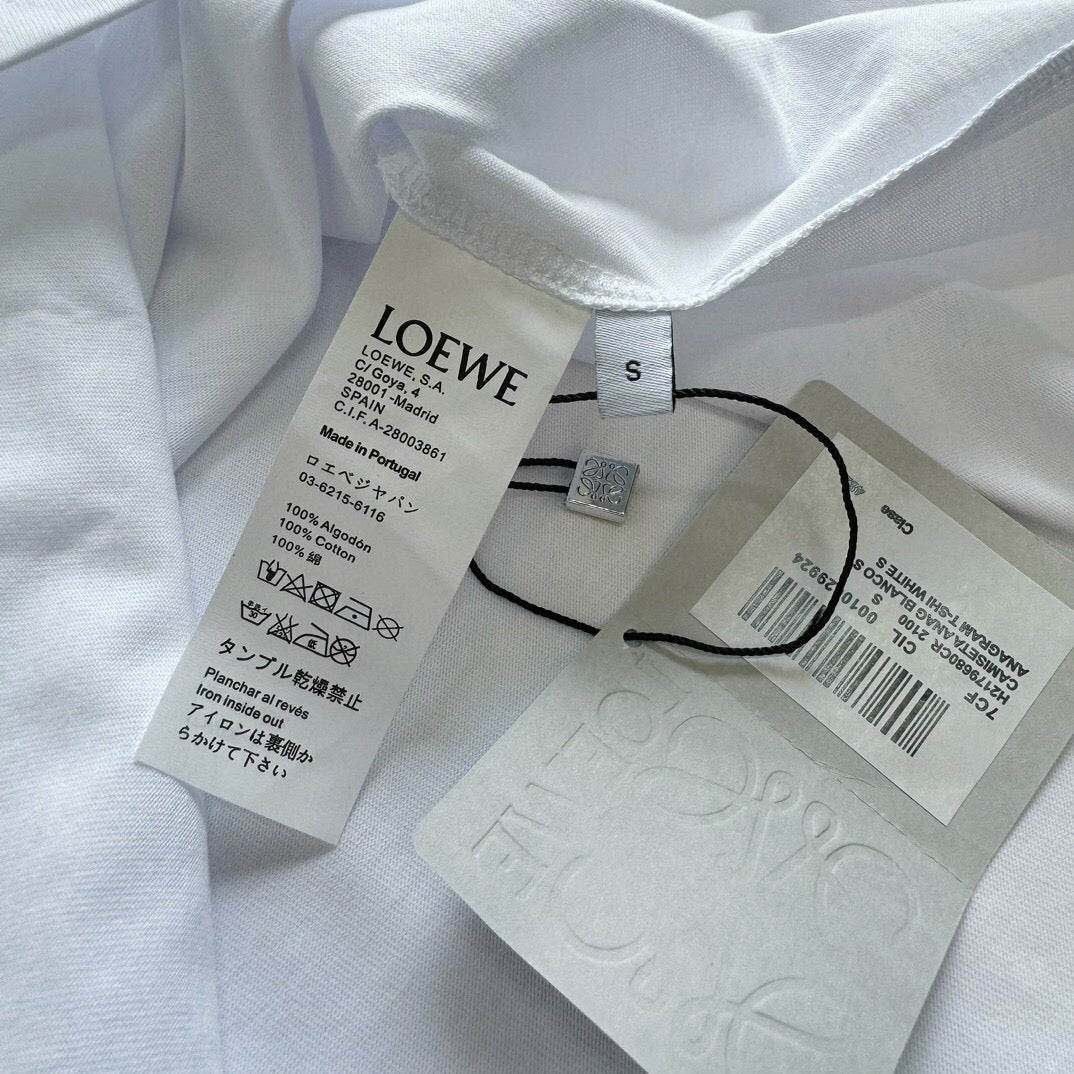 LOEWE
LOEWE, S.A.
C/ Goya, 4
28001-Madrid
SPAIN
C.I.F. A-28003861
Made in Portugal
ロエベジャパン
03-6215-6116
100% Algodón
100% Cotton
100% 綿
タンブル乾燥禁止
Planchar al revés
Iron inside out
アイロンは裏側か
らかけて下さい
S
7CF
H2179680CR 2100 S
CAMISETA ANAG BLANCO S
ANAGRAM T-SHI WHITE S
Clase
LOEWE